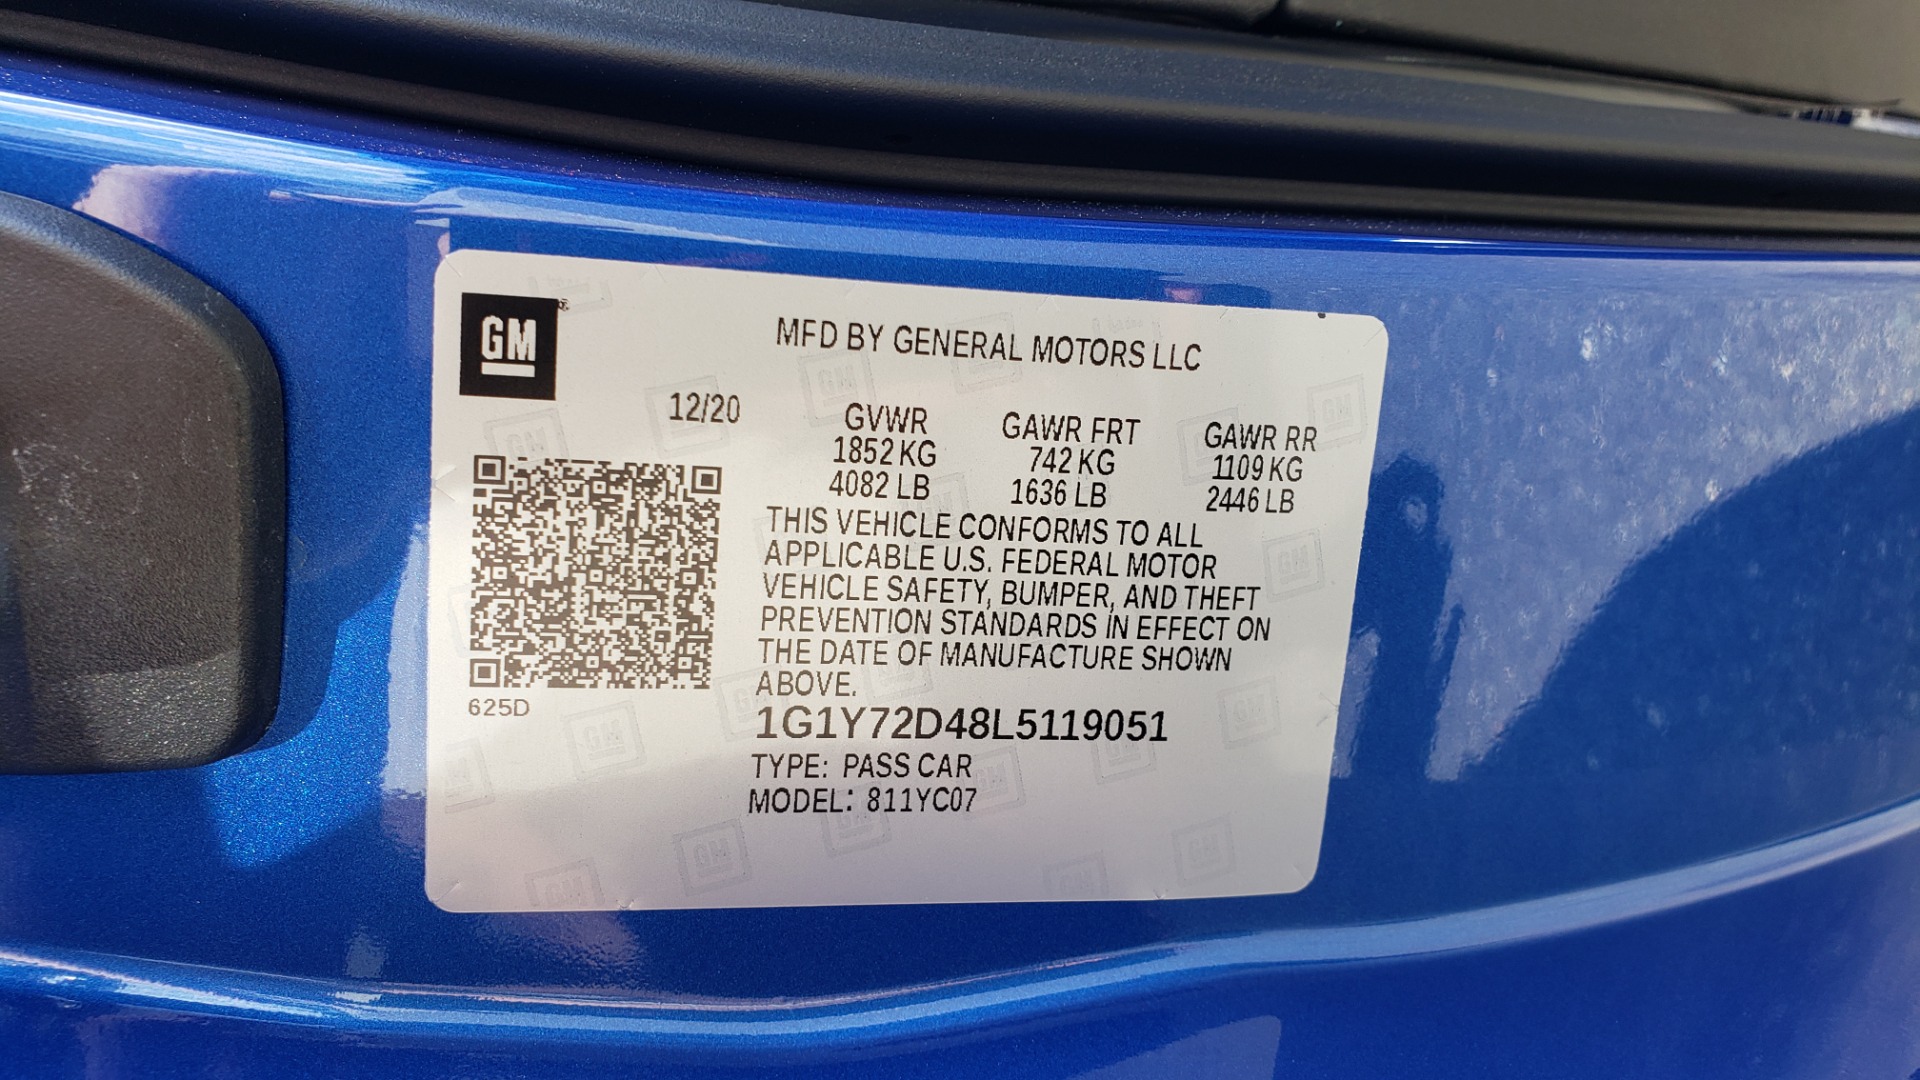 GM
MFD BY GENERAL MOTORS LLC
12/20
GVWR GAWR FRT GAWR RR
1852 KG 742 KG 1109 KG
4082 LB 1636 LB 2446 LB
THIS VEHICLE CONFORMS TO ALL
APPLICABLE U.S. FEDERAL MOTOR
VEHICLE SAFETY, BUMPER, AND THEFT
PREVENTION STANDARDS IN EFFECT ON
THE DATE OF MANUFACTURE SHOWN
ABOVE.
625D
1G1Y72D48L5119051
TYPE: PASS CAR
MODEL: 811YC07